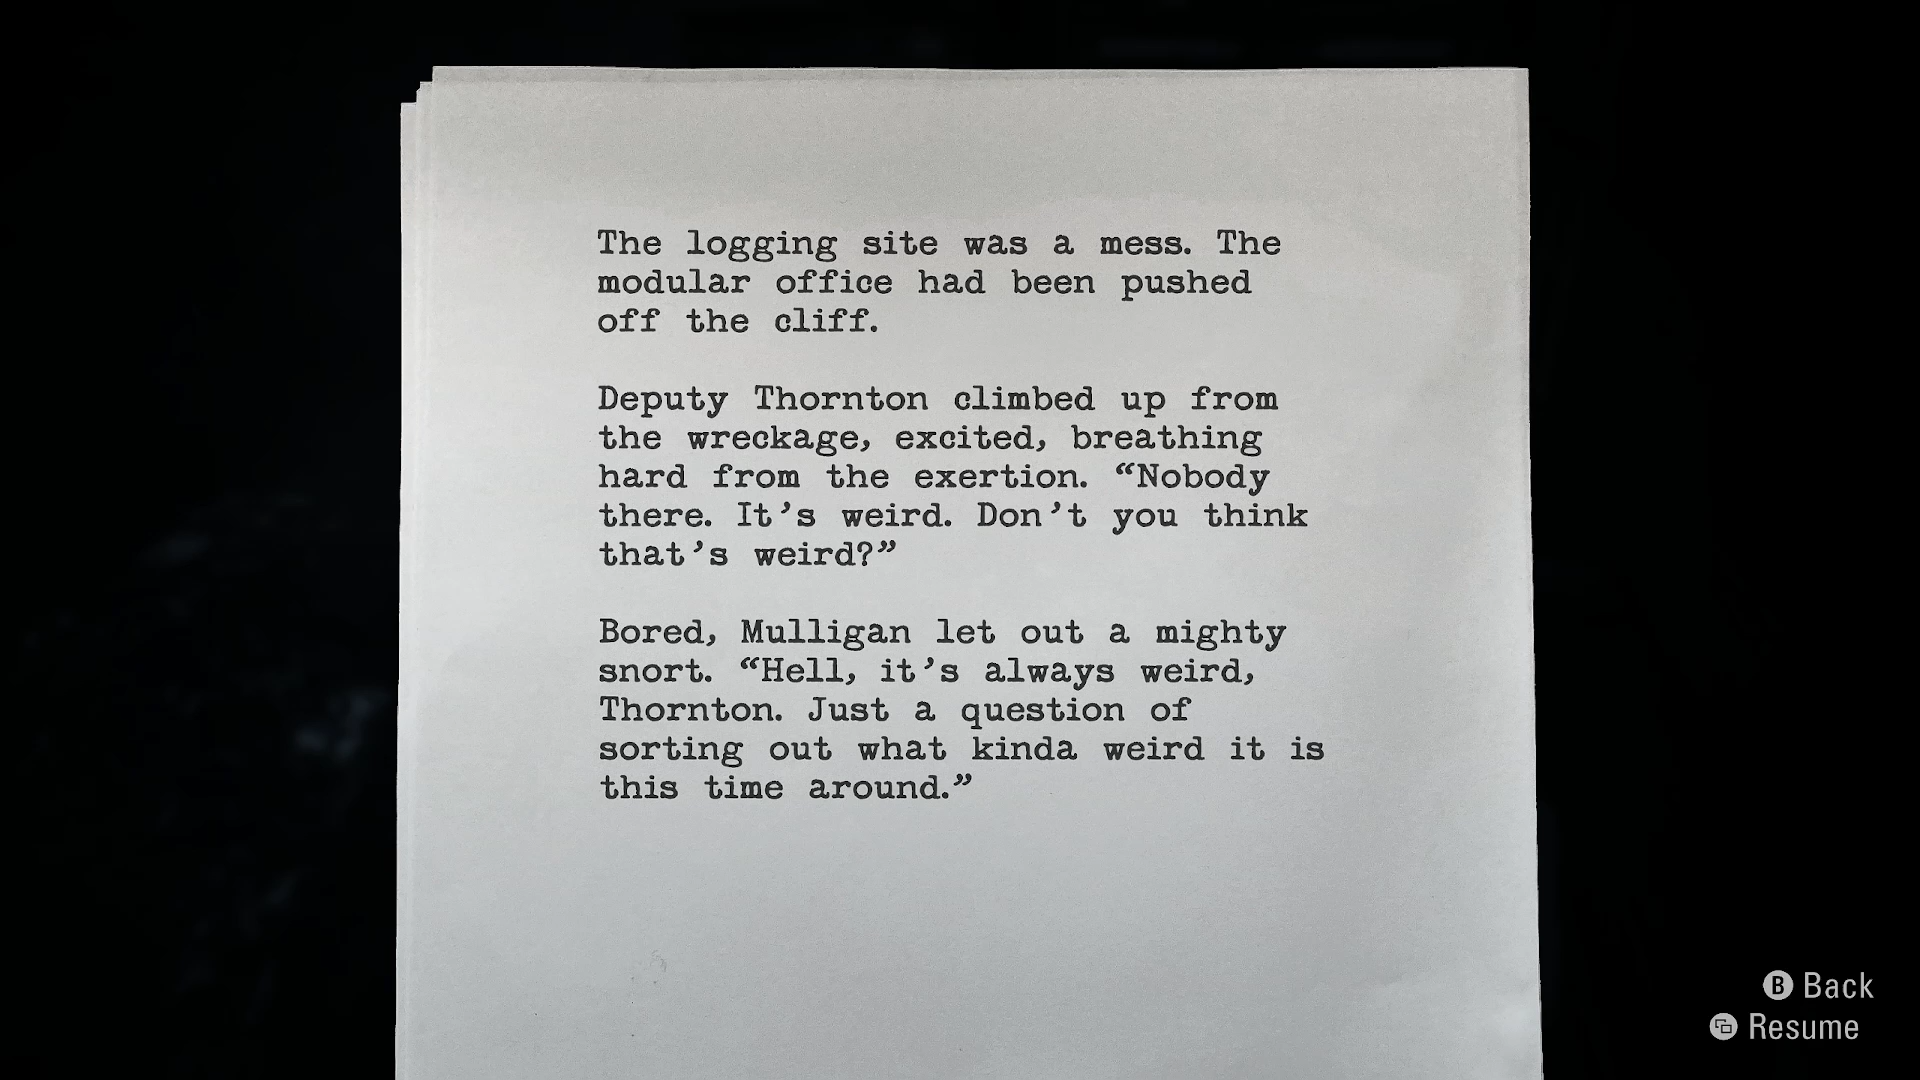 The logging site was a mess. The
modular office had been pushed
off the cliff.
Deputy Thornton climbed up from
the wreckage, excited, breathing
hard from the exertion. “Nobody
there. It’s weird. Don’t you think
that’s weird?”
Bored, Mulligan let out a mighty
snort. “Hell, it’s always weird,
Thornton. Just a question of
sorting out what kinda weird it is
this time around.”
B Back
Resume